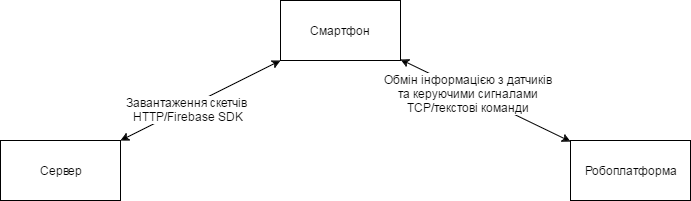 Смартфон
Завантаження скетчів
HTTP/Firebase SDK
Обмін інформацією з датчиків
та керуючими сигналами
TCP/текстові команди
Сервер
Робоплатформа